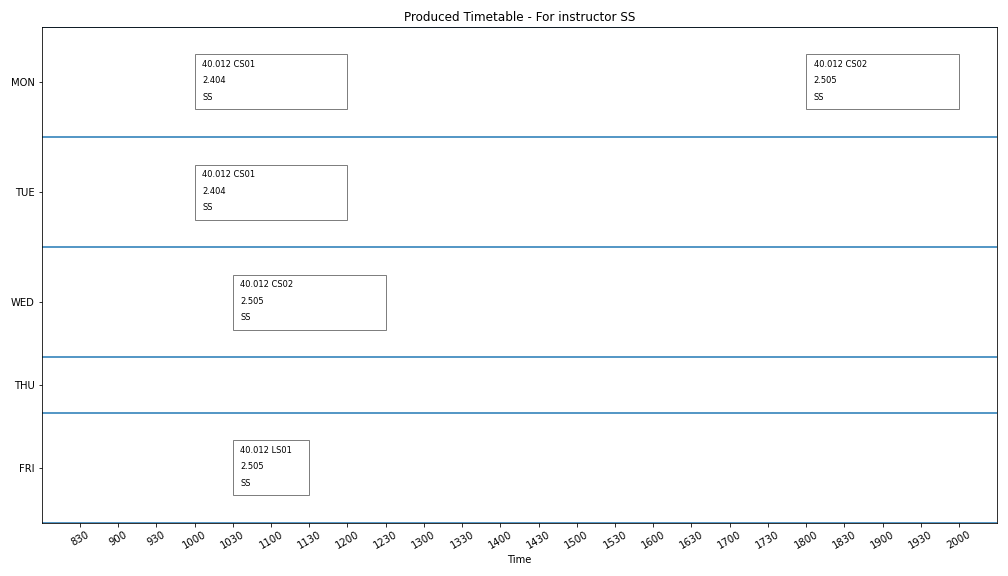 Produced Timetable - For instructor SS
MON
40.012 CS01
2.404
SS
40.012 CS02
2.505
SS
TUE
40.012 CS01
2.404
SS
WED
40.012 CS02
2.505
SS
THU
FRI
40.012 LS01
2.505
SS
830 900 930 1000 1030 1100 1130 1200 1230 1300 1330 1400 1430 1500 1530 1600 1630 1700 1730 1800 1830 1900 1930 2000
Time